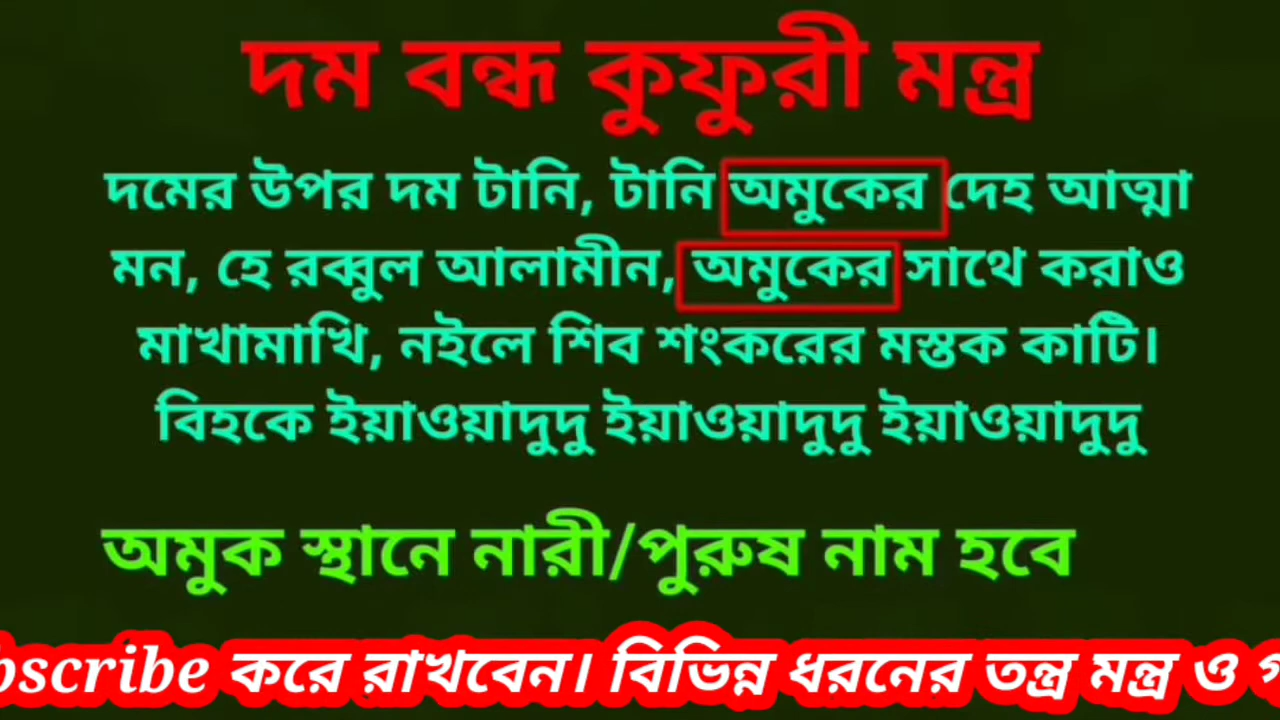 দম বন্ধ কুফুরী মন্ত্র
দমের উপর দম টানি, টানি অমুকের দেহ আত্মা
মন, হে রব্বুল আলামীন, অমুকের সাথে করাও
মাখামাখি, নইলে শিব শংকরের মস্তক কাটি।
বিহকে ইয়াওয়াদুদু ইয়াওয়াদুদু ইয়াওয়াদুদু
অমুক স্থানে নারী/পুরুষ নাম হবে
bscribe করে রাখবেন। বিভিন্ন ধরনের তন্ত্র মন্ত্র ও